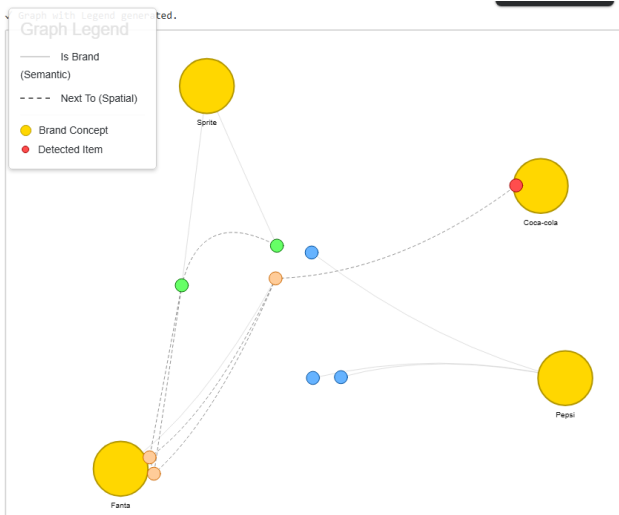 ✓ Graph with Legend generated.
Graph Legend
Is Brand
(Semantic)
Next To (Spatial)
Brand Concept
Detected Item
Sprite
Coca-cola
Pepsi
Fanta